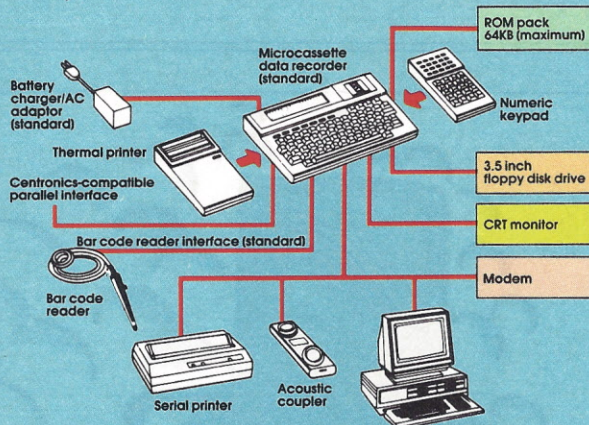 Microcassette
data recorder
(standard)
ROM pack
64KB (maximum)
Battery
charger/AC
adaptor
(standard)
Numeric
keypad
Thermal printer
Centronics-compatible
parallel interface
3.5 inch
floppy disk drive
CRT monitor
Bar code reader interface (standard)
Modem
Bar code
reader
Serial printer
Acoustic
coupler